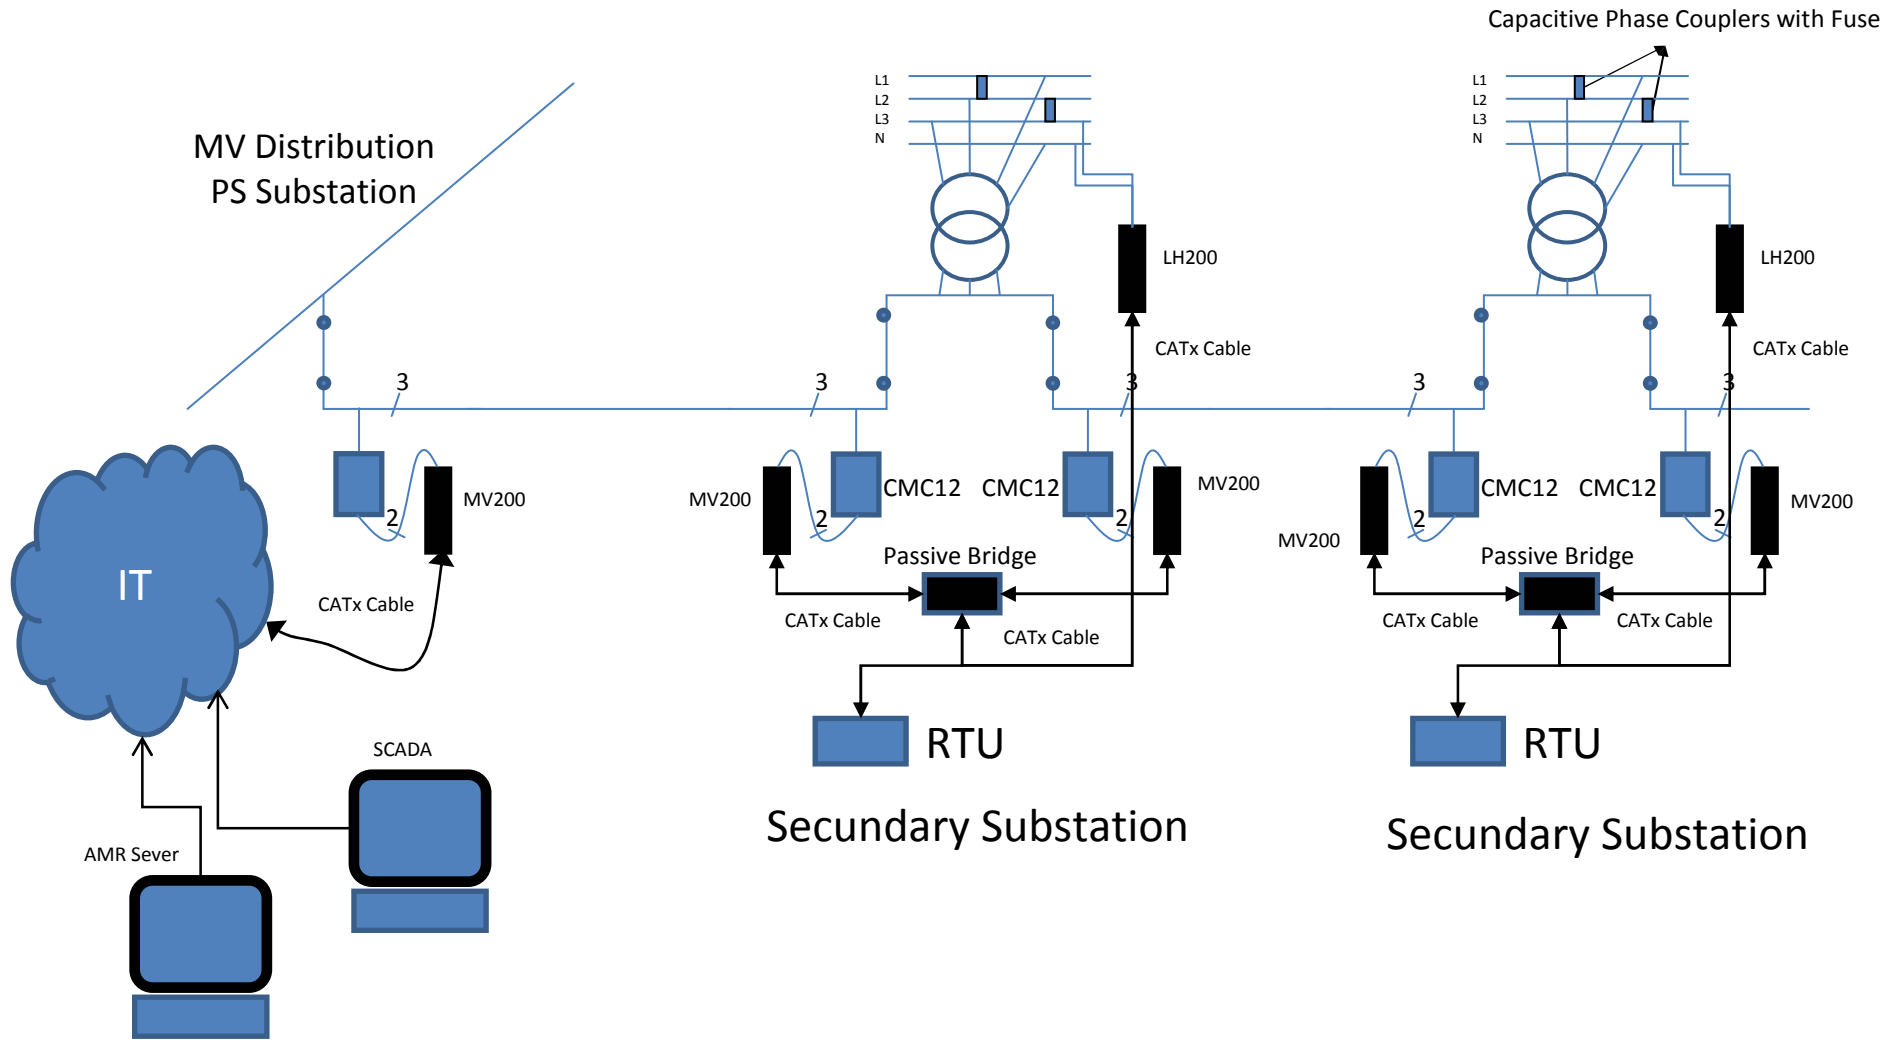 Capacitive Phase Couplers with Fuse
L1
L2
L3
N
L1
L2
L3
N
MV Distribution
PS Substation
LH200
LH200
CATx Cable
CATx Cable
3
3
3
3
3
MV200
MV200
CMC12
CMC12
MV200
CMC12
CMC12
MV200
MV200
2
2
2
2
2
Passive Bridge
Passive Bridge
IT
CATx Cable
CATx Cable
CATx Cable
CATx Cable
CATx Cable
RTU
RTU
SCADA
Secundary Substation
Secundary Substation
AMR Sever